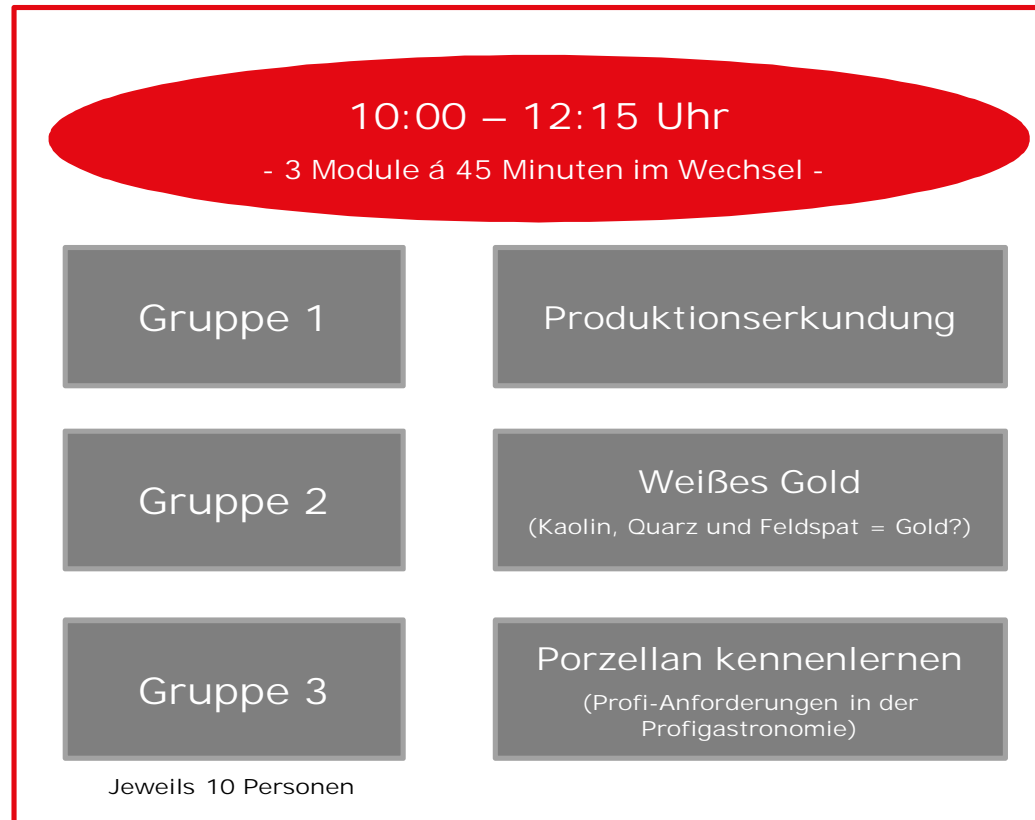 10:00 – 12:15 Uhr
- 3 Module á 45 Minuten im Wechsel -
Gruppe 1
Produktionserkundung
Gruppe 2
Weißes Gold
(Kaolin, Quarz und Feldspat = Gold?)
Gruppe 3
Porzellan kennenlernen
(Profi-Anforderungen in der
Profigastronomie)
Jeweils 10 Personen